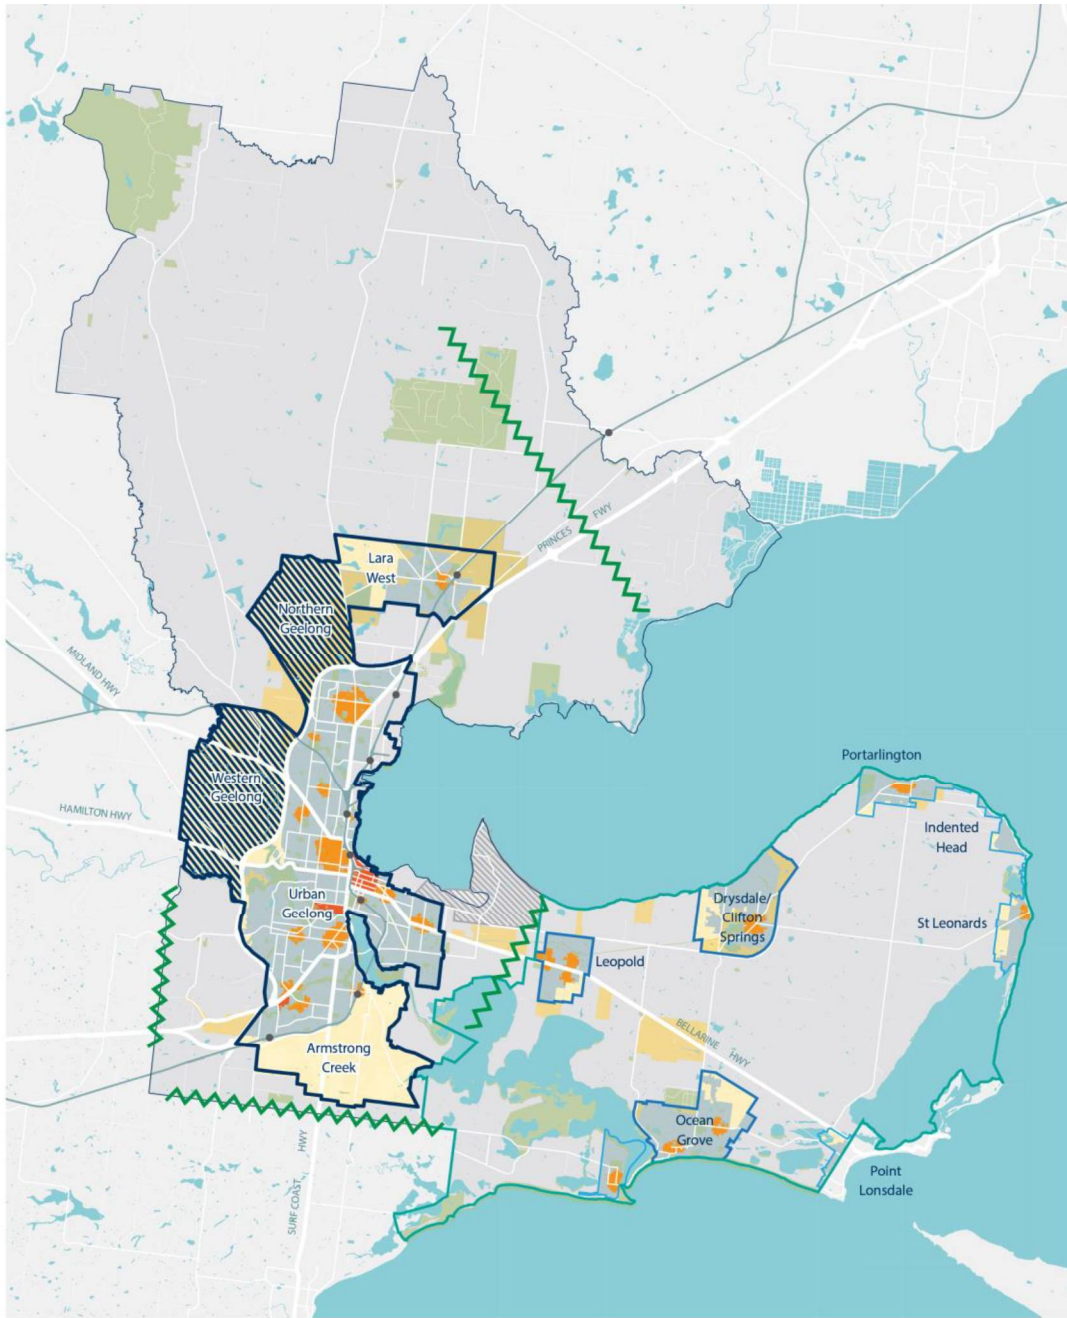 PRINCES FWY
Lara
West
Northern
Geelong
MIDLAND HWY
Western
Geelong
HAMILTON HWY
Portarlington
Indented
Head
Urban
Geelong
Drysdale/
Clifton
Springs
St Leonards
Leopold
Armstrong
Creek
BELLARINE HWY
Ocean
Grove
Point
Lonsdale
SURF COAST HWY